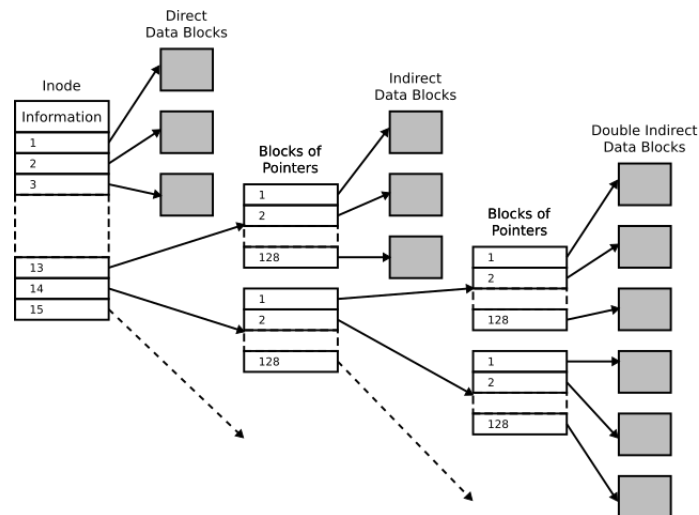 Direct
Data Blocks
Inode
Information
1
2
3
13
14
15
Blocks of
Pointers
1
2
128
1
2
128
Indirect
Data Blocks
Blocks of
Pointers
1
2
128
1
2
128
Double Indirect
Data Blocks